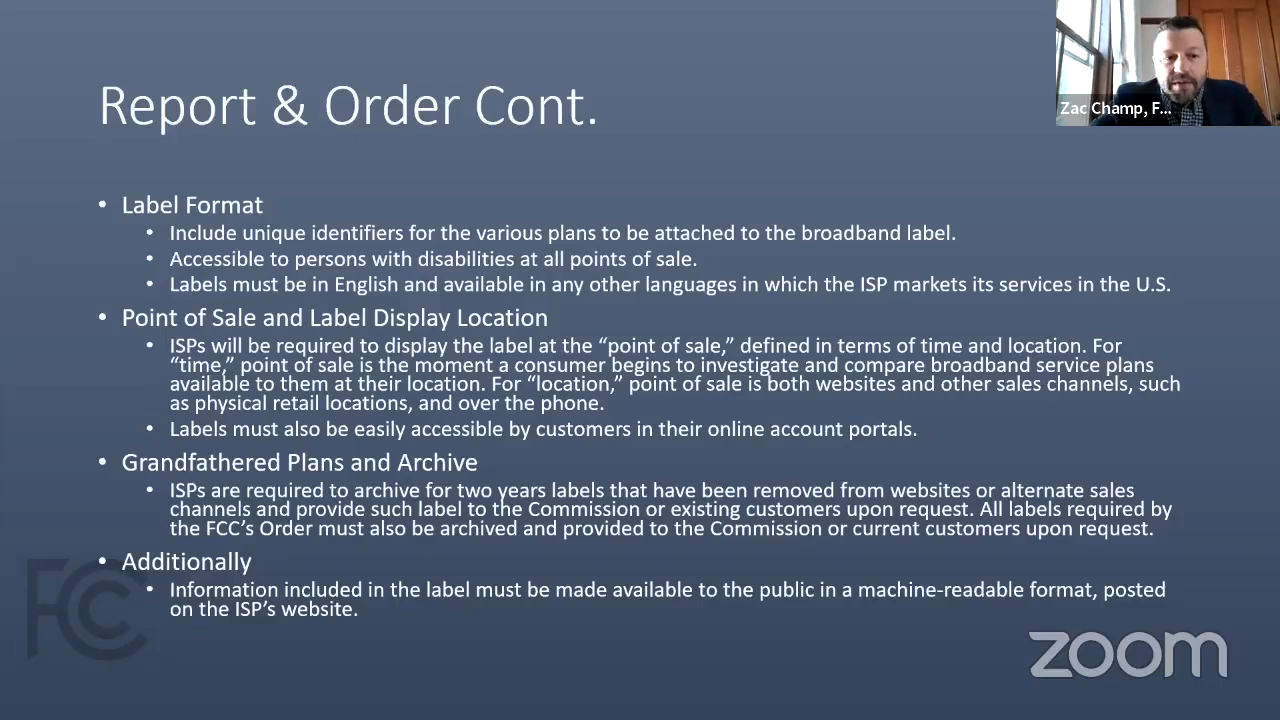 Zac Champ, F...
Report & Order Cont.
• Label Format
• Include unique identifiers for the various plans to be attached to the broadband label.
• Accessible to persons with disabilities at all points of sale.
• Labels must be in English and available in any other languages in which the ISP markets its services in the U.S.
• Point of Sale and Label Display Location
• ISPs will be required to display the label at the “point of sale,” defined in terms of time and location. For
“time,” point of sale is the moment a consumer begins to investigate and compare broadband service plans
available to them at their location. For “location,” point of sale is both websites and other sales channels, such
as physical retail locations, and over the phone.
• Labels must also be easily accessible by customers in their online account portals.
• Grandfathered Plans and Archive
• ISPs are required to archive for two years labels that have been removed from websites or alternate sales
channels and provide such label to the Commission or existing customers upon request. All labels required by
the FCC’s Order must also be archived and provided to the Commission or current customers upon request.
• Additionally
• Information included in the label must be made available to the public in a machine-readable format, posted
on the ISP’s website.
FCC
zoom